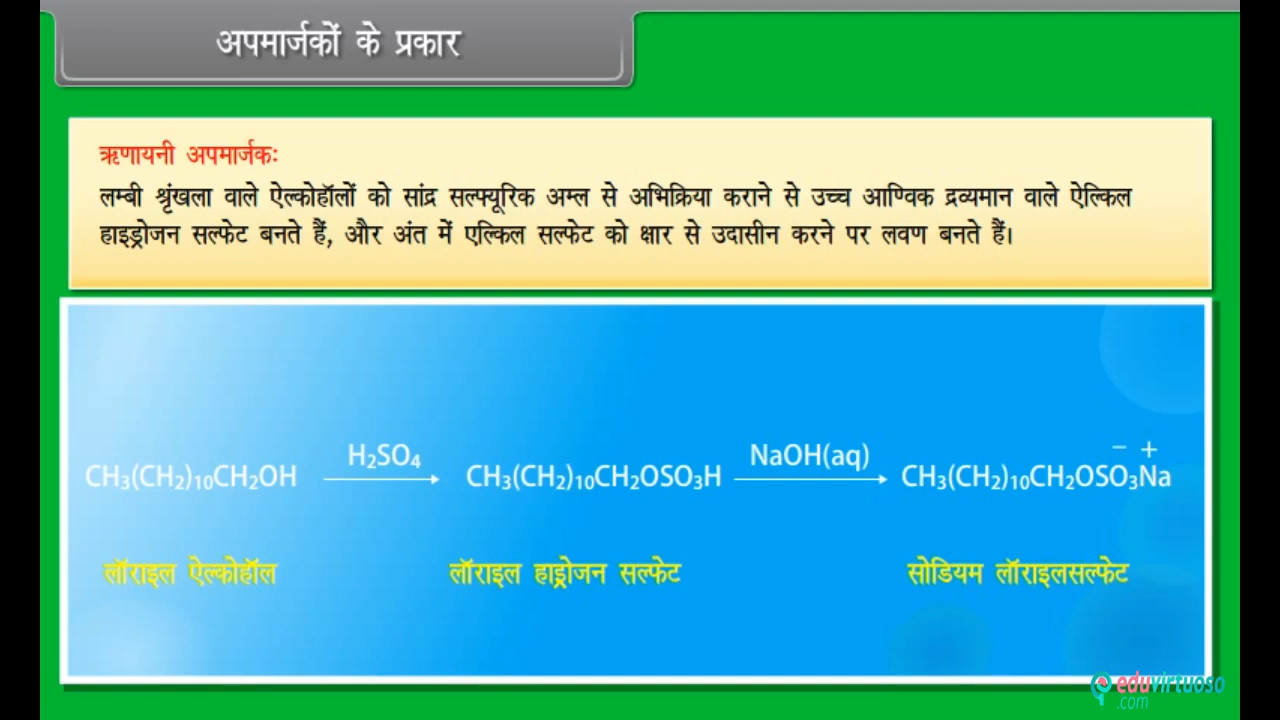 अपमार्जकों के प्रकार
ऋणायनी अपमार्जकः
लम्बी श्रृंखला वाले ऐल्कोहॉलों को सांद्र सल्फ्यूरिक अम्ल से अभिक्रिया कराने से उच्च आण्विक द्रव्यमान वाले ऐल्किल
हाइड्रोजन सल्फेट बनते हैं, और अंत में एल्किल सल्फेट को क्षार से उदासीन करने पर लवण बनते हैं।
H₂SO₄ NaOH(aq) − +
CH₃(CH₂)₁₀CH₂OH CH₃(CH₂)₁₀CH₂OSO₃H CH₃(CH₂)₁₀CH₂OSO₃Na
लॉराइल ऐल्कोहॉल लॉराइल हाइड्रोजन सल्फेट सोडियम लॉराइलसल्फेट
eduvirtuoso
.com